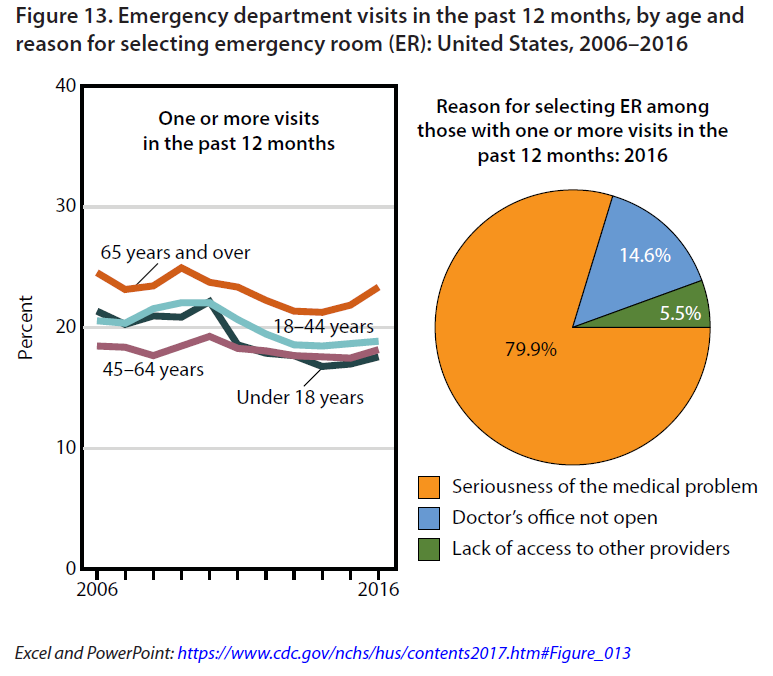 Figure 13. Emergency department visits in the past 12 months, by age and
reason for selecting emergency room (ER): United States, 2006–2016
One or more visits
in the past 12 months
Percent
40
30
20
10
0
65 years and over
18–44 years
45–64 years
Under 18 years
2006
2016
Reason for selecting ER among
those with one or more visits in the
past 12 months: 2016
14.6%
5.5%
79.9%
Seriousness of the medical problem
Doctor’s office not open
Lack of access to other providers
Excel and PowerPoint: https://www.cdc.gov/nchs/hus/contents2017.htm#Figure_013